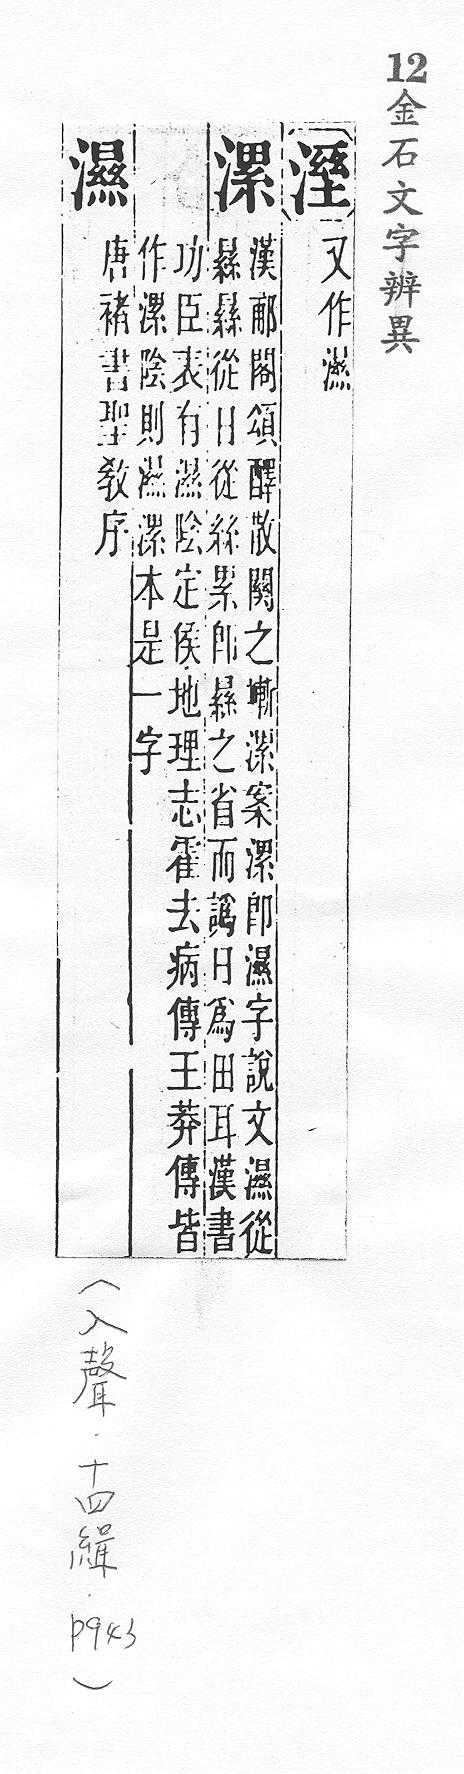 12金石文字辨異
〔溼〕又作濕
漯 漢郙閣頌醳散關之嶃漯案漯即濕字說文濕從
㬎㬎從日從絲累即㬎之省而譌日爲田耳漢書
功臣表有濕陰定侯地理志霍去病傳王莽傳皆
作漯陰則濕漯本是一字
濕 唐褚書聖教序
(入聲．十四緝．p943)